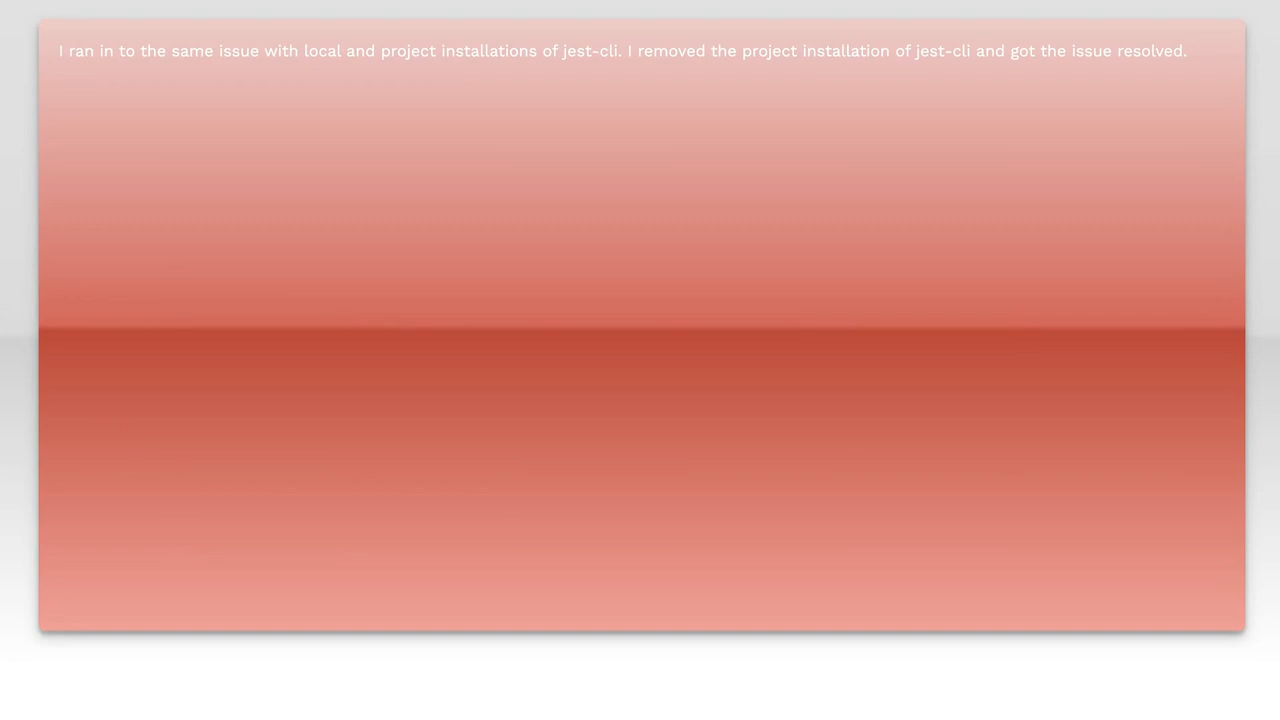 I ran in to the same issue with local and project installations of jest-cli. I removed the project installation of jest-cli and got the issue resolved.